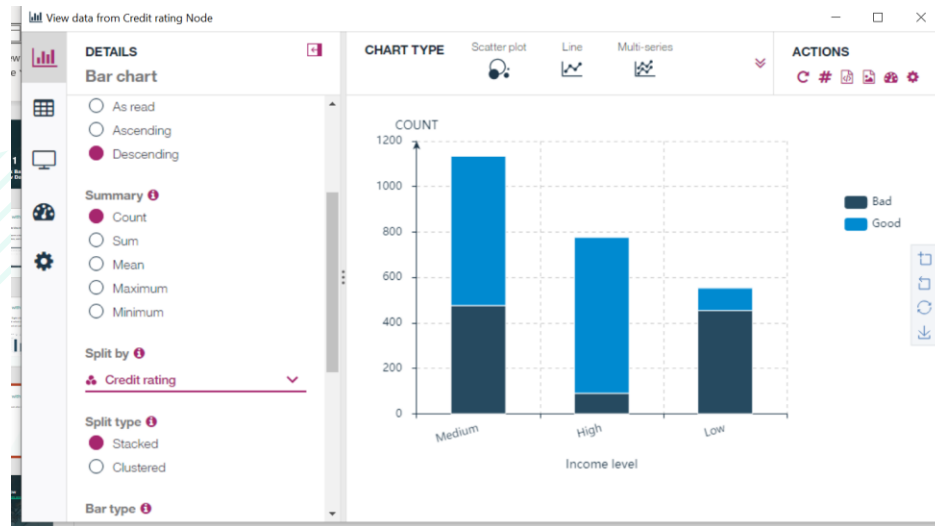 View data from Credit rating Node
DETAILS
Bar chart
As read
Ascending
Descending
Summary
Count
Sum
Mean
Maximum
Minimum
Split by
Credit rating
Split type
Stacked
Clustered
Bar type
CHART TYPE
Scatter plot
Line
Multi-series
ACTIONS
COUNT
1200
1000
800
600
400
200
0
Medium
High
Low
Income level
Bad
Good